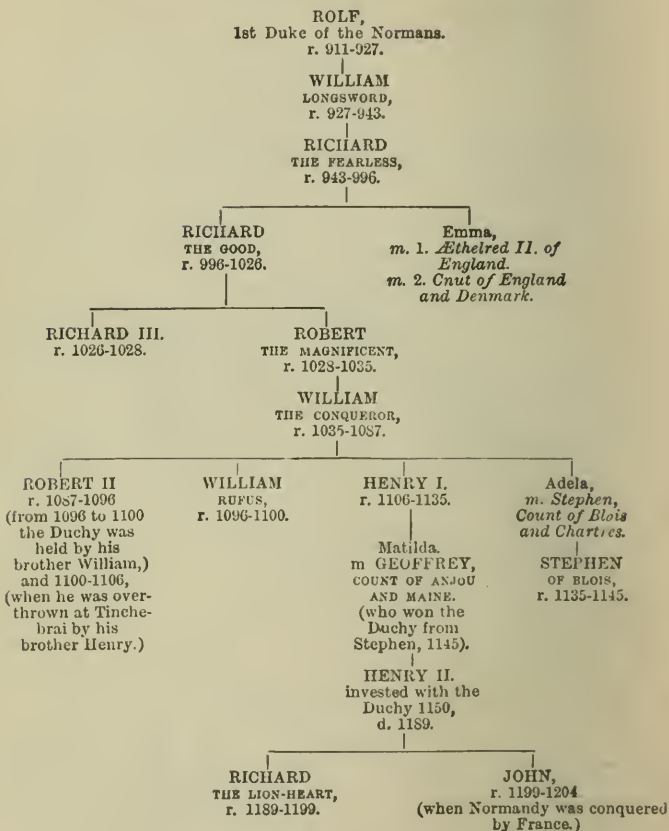 ROLF,
1st Duke of the Normans.
r. 911-927.
WILLIAM
LONGSWORD,
r. 927-943.
RICHARD
THE FEARLESS,
r. 943-996.
RICHARD
THE GOOD,
r. 996-1026.
Emma,
m. 1. Æthelred II. of
England.
m. 2. Cnut of England
and Denmark.
RICHARD III.
r. 1026-1028.
ROBERT
THE MAGNIFICENT,
r. 1028-1035.
WILLIAM
THE CONQUEROR,
r. 1035-1087.
ROBERT II
r. 1087-1096
(from 1096 to 1100
the Duchy was
held by his
brother William,)
and 1100-1106,
(when he was over-
thrown at Tinche-
brai by his
brother Henry.)
WILLIAM
RUFUS,
r. 1096-1100.
HENRY I.
r. 1106-1135.
Matilda.
m GEOFFREY,
COUNT OF ANJOU
AND MAINE.
(who won the
Duchy from
Stephen, 1145).
HENRY II.
invested with the
Duchy 1150,
d. 1189.
Adela,
m. Stephen,
Count of Blois
and Chartres.
STEPHEN
OF BLOIS,
r. 1135-1145.
RICHARD
THE LION-HEART,
r. 1189-1199.
JOHN,
r. 1199-1204
(when Normandy was conquered
by France.)